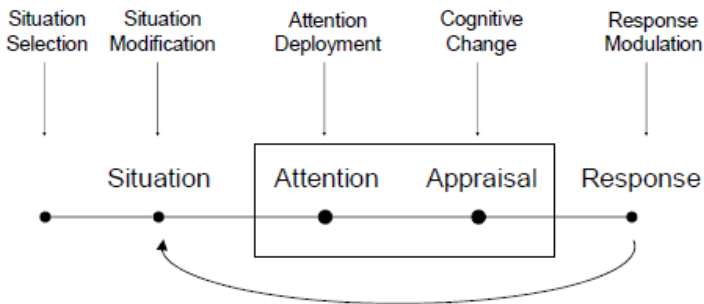 Situation Selection
Situation Modification
Attention Deployment
Cognitive Change
Response Modulation
Situation
Attention
Appraisal
Response